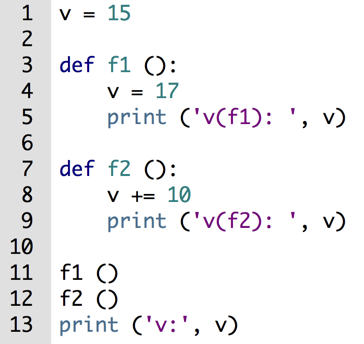 1 v = 15
2
3 def f1 ():
4     v = 17
5     print ('v(f1): ', v)
6
7 def f2 ():
8     v += 10
9     print ('v(f2): ', v)
10
11 f1 ()
12 f2 ()
13 print ('v:', v)